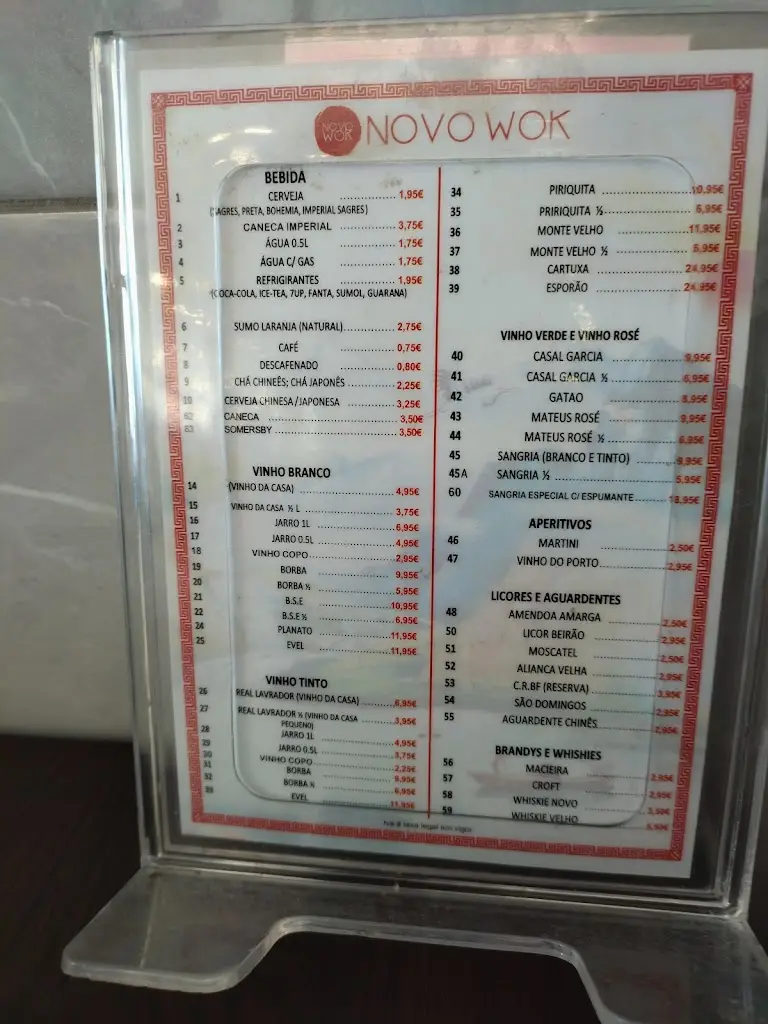 NOVO WOK
NOVO WOK
BEBIDA
1 CERVEJA 1,95€
(SAGRES, PRETA, BOHEMIA, IMPERIAL SAGRES)
2 CANECA IMPERIAL 3,75€
3 ÁGUA 0.5L 1,75€
4 ÁGUA C/ GAS 1,75€
5 REFRIGIRANTES 1,95€
(COCA-COLA, ICE-TEA, 7UP, FANTA, SUMOL, GUARANA)
6 SUMO LARANJA (NATURAL) 2,75€
7 CAFÉ 0,75€
8 DESCAFENADO 0,80€
9 CHÁ CHINEÊS; CHÁ JAPONÊS 2,25€
10 CERVEJA CHINESA /JAPONESA 3,25€
62 CANECA 3,50€
63 SOMERSBY 3,50€
VINHO BRANCO
14 (VINHO DA CASA) 4,95€
15 VINHO DA CASA ½ L 3,75€
16 JARRO 1L 6,95€
17 JARRO 0.5L 4,95€
18 VINHO COPO 2,95€
19 BORBA 9,95€
20 BORBA ½ 5,95€
21 B.S.E 10,95€
22 B.S.E ½ 6,95€
24 PLANATO 11,95€
25 EVEL 11,95€
VINHO TINTO
26 REAL LAVRADOR (VINHO DA CASA) 6,95€
27 REAL LAVRADOR ½ (VINHO DA CASA 3,95€
PEQUENO)
28 JARRO 1L 4,95€
29 JARRO 0.5L 3,75€
30 VINHO COPO 2,25€
31 BORBA 9,95€
32 BORBA ½ 6,95€
33 EVEL 11,95€
34 PIRIQUITA 10,95€
35 PRIRIQUITA ½ 6,95€
36 MONTE VELHO 11,95€
37 MONTE VELHO ½ 5,95€
38 CARTUXA 24,95€
39 ESPORÃO 24,95€
VINHO VERDE E VINHO ROSÉ
40 CASAL GARCIA 9,95€
41 CASAL GARCIA ½ 6,95€
42 GATAO 8,95€
43 MATEUS ROSÉ 9,95€
44 MATEUS ROSÉ ½ 6,95€
45 SANGRIA (BRANCO E TINTO) 9,95€
45A SANGRIA ½ 5,95€
60 SANGRIA ESPECIAL C/ ESPUMANTE 18,95€
APERITIVOS
46 MARTINI 2,50€
47 VINHO DO PORTO 2,95€
LICORES E AGUARDENTES
48 AMENDOA AMARGA 2,50€
50 LICOR BEIRÃO 2,95€
51 MOSCATEL 2,50€
52 ALIANCA VELHA 2,95€
53 C.R.BF (RESERVA) 3,95€
54 SÃO DOMINGOS 2,95€
55 AGUARDENTE CHINÊS 2,95€
BRANDYS E WHISHIES
56 MACIEIRA 2,95€
57 CROFT 2,95€
58 WHISKIE NOVO 3,50€
59 WHISKIE VELHO 5,50€